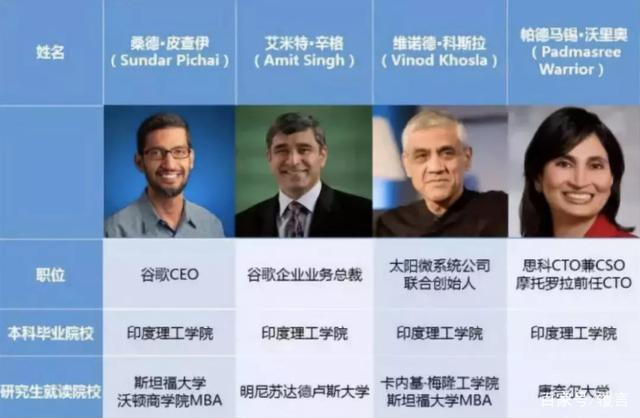 姓名
桑德·皮查伊
（Sundar Pichai）
艾米特·辛格
（Amit Singh）
维诺德·科斯拉
（Vinod Khosla）
帕德马锡·沃里奥
（Padmasree
Warrior）
职位
谷歌CEO
谷歌企业业务总裁
太阳微系统公司
联合创始人
思科CTO兼CSO
摩托罗拉前任CTO
本科毕业院校
印度理工学院
印度理工学院
印度理工学院
印度理工学院
研究生就读院校
斯坦福大学
沃顿商学院MBA
明尼苏达德卢斯大学
卡内基·梅隆工学院
斯坦福大学MBA
康奈尔大学